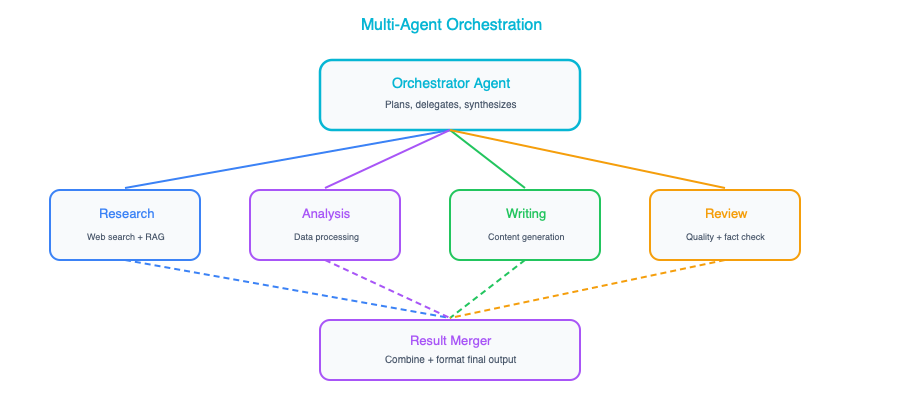 Multi-Agent Orchestration
Orchestrator Agent
Plans, delegates, synthesizes
Research
Web search + RAG
Analysis
Data processing
Writing
Content generation
Review
Quality + fact check
Result Merger
Combine + format final output